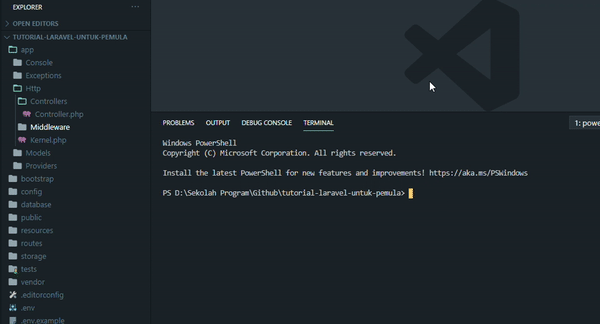 EXPLORER
OPEN EDITORS
TUTORIAL-LARAVEL-UNTUK-PEMULA
app
Console
Exceptions
Http
Controllers
Controller.php
Middleware
Kernel.php
Models
Providers
bootstrap
config
database
public
resources
routes
storage
tests
vendor
.editorconfig
.env
.env.example
PROBLEMS OUTPUT DEBUG CONSOLE TERMINAL
1: powe
Windows PowerShell
Copyright (C) Microsoft Corporation. All rights reserved.
Install the latest PowerShell for new features and improvements! https://aka.ms/PSWindows
PS D:\Sekolah Program\Github\tutorial-laravel-untuk-pemula>